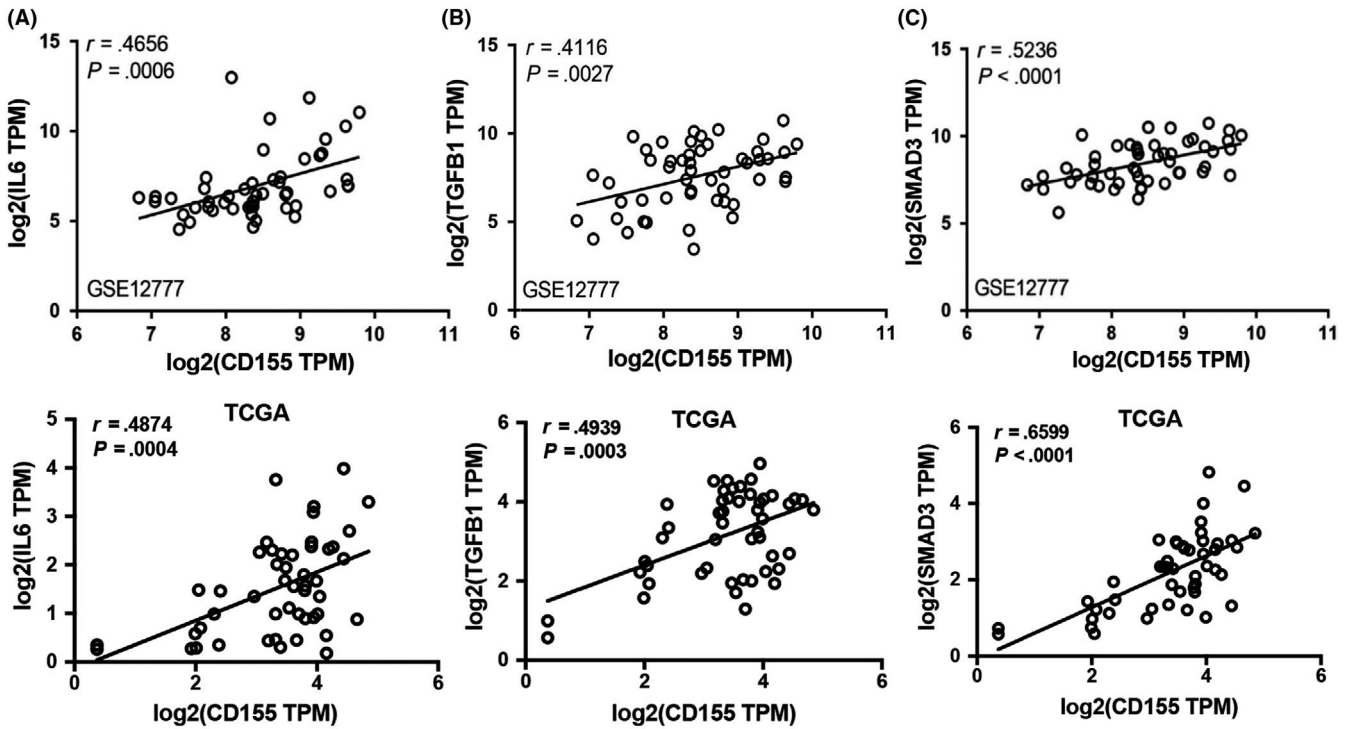 (A)
r = .4656
P = .0006
15
10
5
0
log2(IL6 TPM)
GSE12777
6 7 8 9 10 11
log2(CD155 TPM)
(B)
r = .4116
P = .0027
15
10
5
0
log2(TGFB1 TPM)
GSE12777
6 7 8 9 10 11
log2(CD155 TPM)
(C)
r = .5236
P < .0001
15
10
5
0
log2(SMAD3 TPM)
GSE12777
6 7 8 9 10 11
log2(CD155 TPM)
TCGA
r = .4874
P = .0004
5
4
3
2
1
0
log2(IL6 TPM)
0 2 4 6
log2(CD155 TPM)
TCGA
r = .4939
P = .0003
6
4
2
0
log2(TGFB1 TPM)
0 2 4 6
log2(CD155 TPM)
TCGA
r = .6599
P < .0001
6
4
2
0
log2(SMAD3 TPM)
0 2 4 6
log2(CD155 TPM)